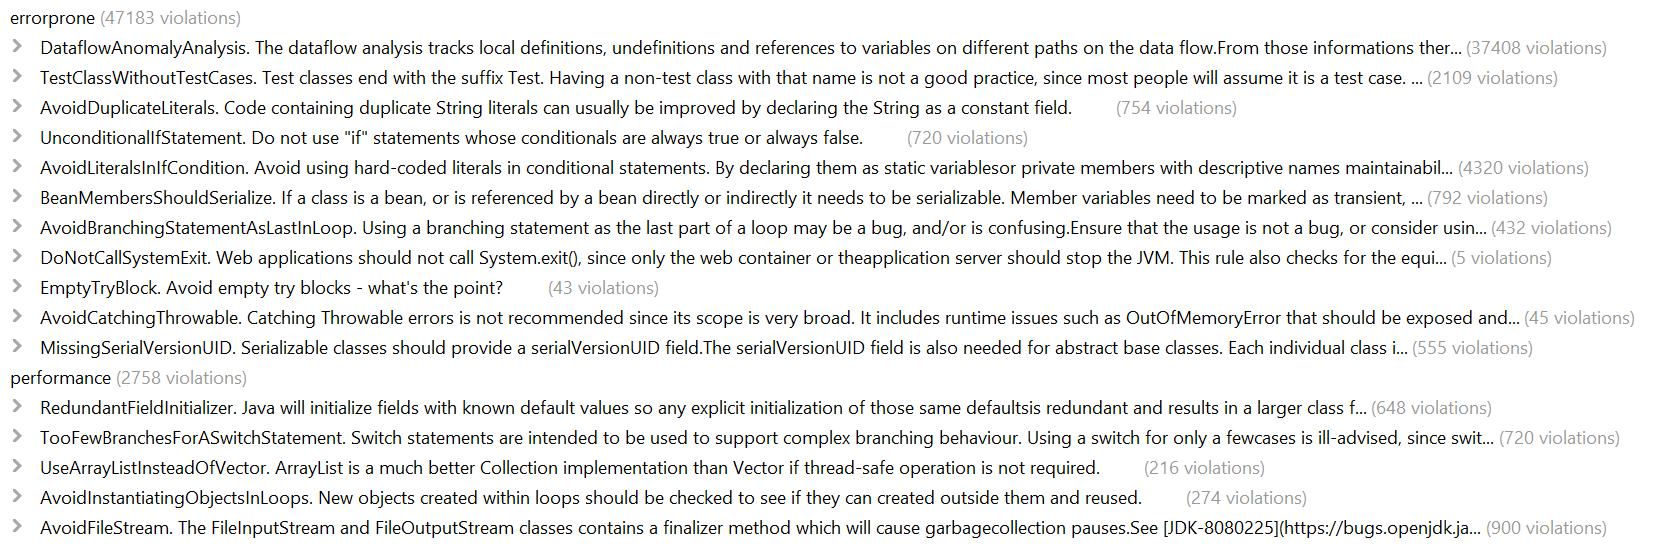 errorprone (47183 violations)
DataflowAnomalyAnalysis. The dataflow analysis tracks local definitions, undefinitions and references to variables on different paths on the data flow.From those informations ther... (37408 violations)
TestClassWithoutTestCases. Test classes end with the suffix Test. Having a non-test class with that name is not a good practice, since most people will assume it is a test case. ... (2109 violations)
AvoidDuplicateLiterals. Code containing duplicate String literals can usually be improved by declaring the String as a constant field. (754 violations)
UnconditionalIfStatement. Do not use "if" statements whose conditionals are always true or always false. (720 violations)
AvoidLiteralsInIfCondition. Avoid using hard-coded literals in conditional statements. By declaring them as static variablesor private members with descriptive names maintainabil... (4320 violations)
BeanMembersShouldSerialize. If a class is a bean, or is referenced by a bean directly or indirectly it needs to be serializable. Member variables need to be marked as transient, ... (792 violations)
AvoidBranchingStatementAsLastInLoop. Using a branching statement as the last part of a loop may be a bug, and/or is confusing.Ensure that the usage is not a bug, or consider usin... (432 violations)
DoNotCallSystemExit. Web applications should not call System.exit(), since only the web container or theapplication server should stop the JVM. This rule also checks for the equi... (5 violations)
EmptyTryBlock. Avoid empty try blocks - what's the point? (43 violations)
AvoidCatchingThrowable. Catching Throwable errors is not recommended since its scope is very broad. It includes runtime issues such as OutOfMemoryError that should be exposed and... (45 violations)
MissingSerialVersionUID. Serializable classes should provide a serialVersionUID field.The serialVersionUID field is also needed for abstract base classes. Each individual class i... (555 violations)
performance (2758 violations)
RedundantFieldInitializer. Java will initialize fields with known default values so any explicit initialization of those same defaultsis redundant and results in a larger class f... (648 violations)
TooFewBranchesForASwitchStatement. Switch statements are intended to be used to support complex branching behaviour. Using a switch for only a fewcases is ill-advised, since swit... (720 violations)
UseArrayListInsteadOfVector. ArrayList is a much better Collection implementation than Vector if thread-safe operation is not required. (216 violations)
AvoidInstantiatingObjectsInLoops. New objects created within loops should be checked to see if they can created outside them and reused. (274 violations)
AvoidFileStream. The FileInputStream and FileOutputStream classes contains a finalizer method which will cause garbagecollection pauses.See [JDK-8080225](https://bugs.openjdk.ja... (900 violations)